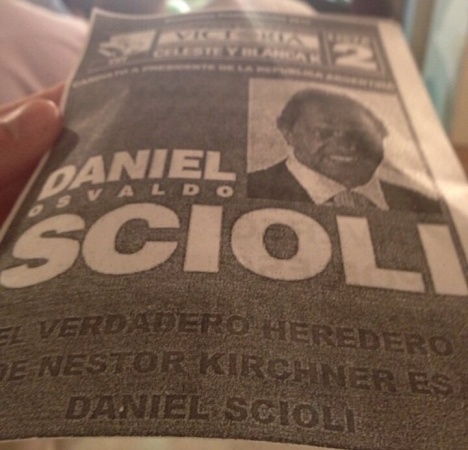 VICTORIA
LISTA
2
CELESTE Y BLANCA K
CANDIDATO A PRESIDENTE DE LA REPÚBLICA ARGENTINA
DANIEL
OSVALDO
SCIOLI
EL VERDADERO HEREDERO
DE NESTOR KIRCHNER ES
DANIEL SCIOLI